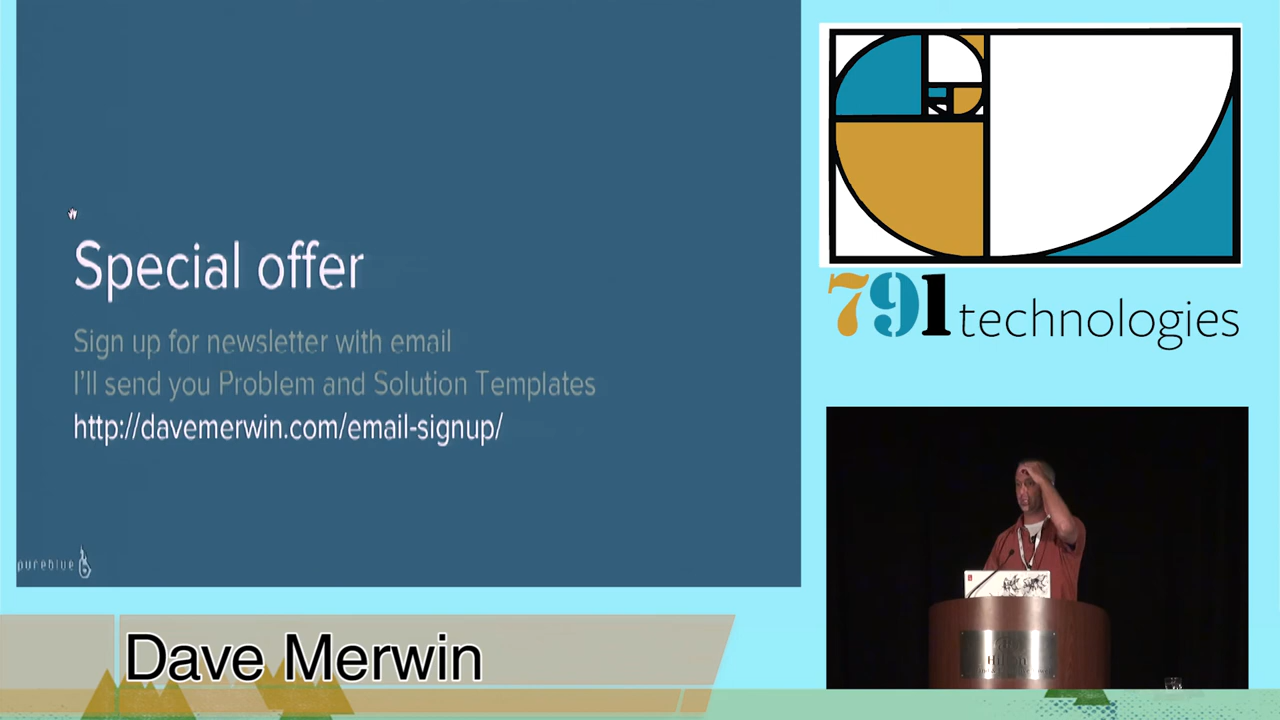 Special offer
Sign up for newsletter with email
I'll send you Problem and Solution Templates
http://davemerwin.com/email-signup/
pureblue
Dave Merwin
791 technologies
Hilton